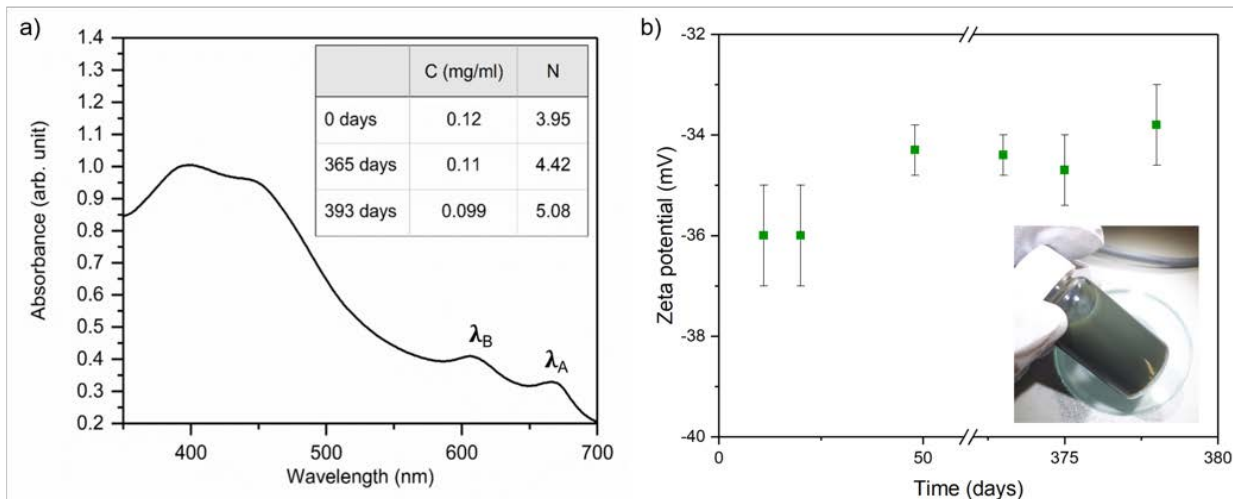 a)
1.4
1.3
1.2
1.1
1.0
0.9
0.8
0.7
0.6
0.5
0.4
0.3
0.2
Absorbance (arb. unit)
C (mg/ml) N
0 days 0.12 3.95
365 days 0.11 4.42
393 days 0.099 5.08
λB
λA
400 500 600 700
Wavelength (nm)
b)
-32
-34
-36
-38
-40
Zeta potential (mV)
0 50 375 380
Time (days)